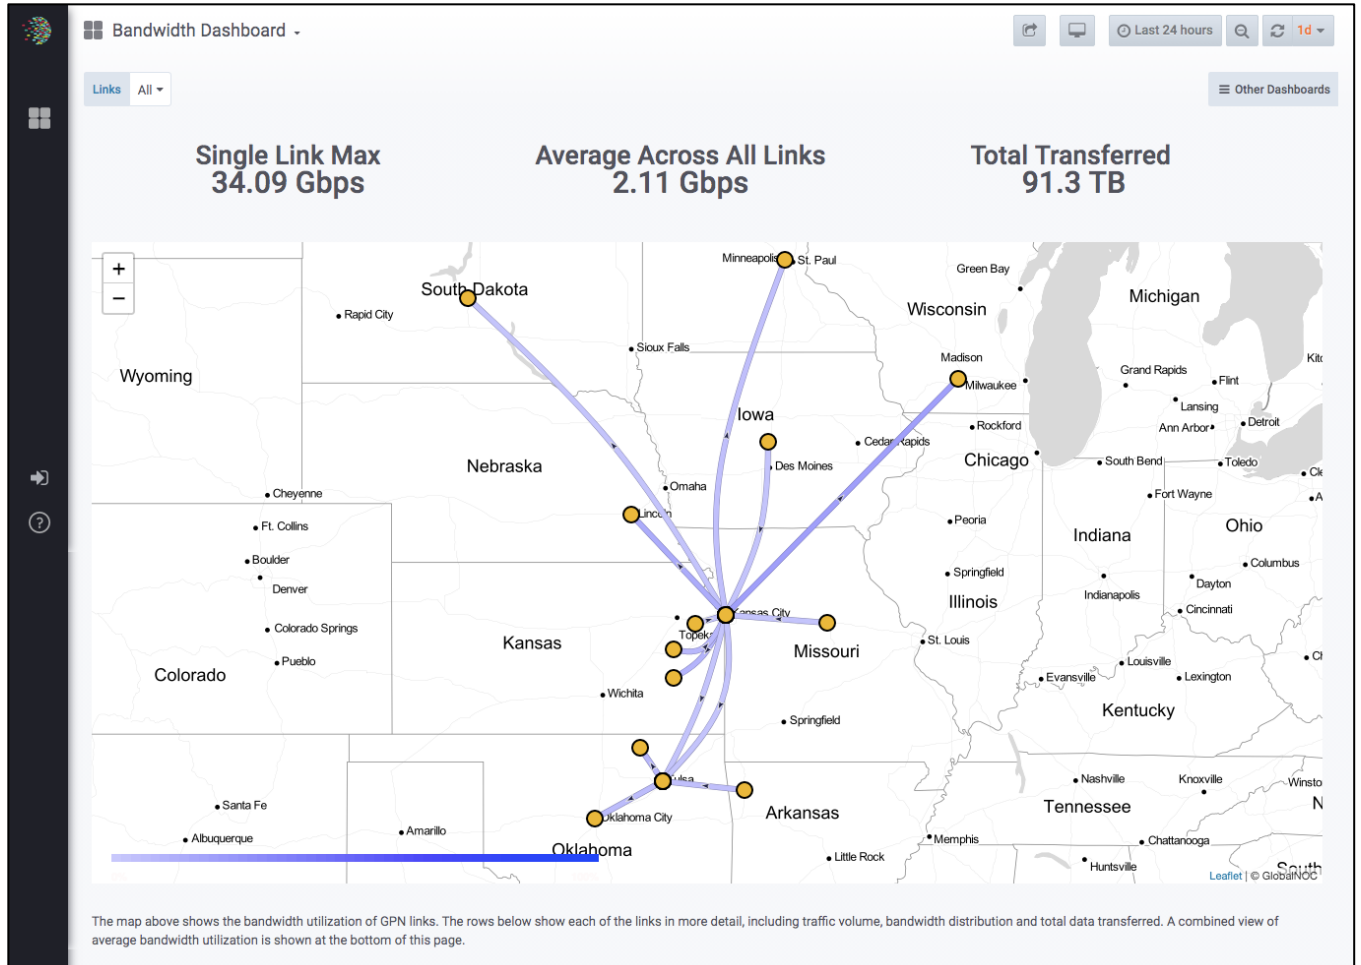 Bandwidth Dashboard
Last 24 hours
1d
Links
All
Other Dashboards
Single Link Max
34.09 Gbps
Average Across All Links
2.11 Gbps
Total Transferred
91.3 TB
+
−
Minneapolis
St. Paul
Green Bay
South Dakota
Michigan
Wisconsin
Rapid City
Sioux Falls
Madison
Wyoming
Milwaukee
Grand Rapids
Flint
Lansing
Iowa
Rockford
Ann Arbor
Detroit
Cedar Rapids
Chicago
South Bend
Toledo
Nebraska
Des Moines
Omaha
Cheyenne
Fort Wayne
Lincoln
Peoria
Ft. Collins
Indiana
Ohio
Boulder
Columbus
Denver
Springfield
Dayton
Indianapolis
Illinois
Cincinnati
Kansas City
Colorado Springs
Topeka
Kansas
Missouri
St. Louis
Pueblo
Louisville
Colorado
Evansville
Lexington
Wichita
Kentucky
Springfield
Tulsa
Nashville
Knoxville
Winsto
Santa Fe
Tennessee
N
Arkansas
Oklahoma City
Amarillo
Albuquerque
Memphis
Chattanooga
Oklahoma
Little Rock
Huntsville
South
Leaflet | © GlobalNOC
The map above shows the bandwidth utilization of GPN links. The rows below show each of the links in more detail, including traffic volume, bandwidth distribution and total data transferred. A combined view of
average bandwidth utilization is shown at the bottom of this page.